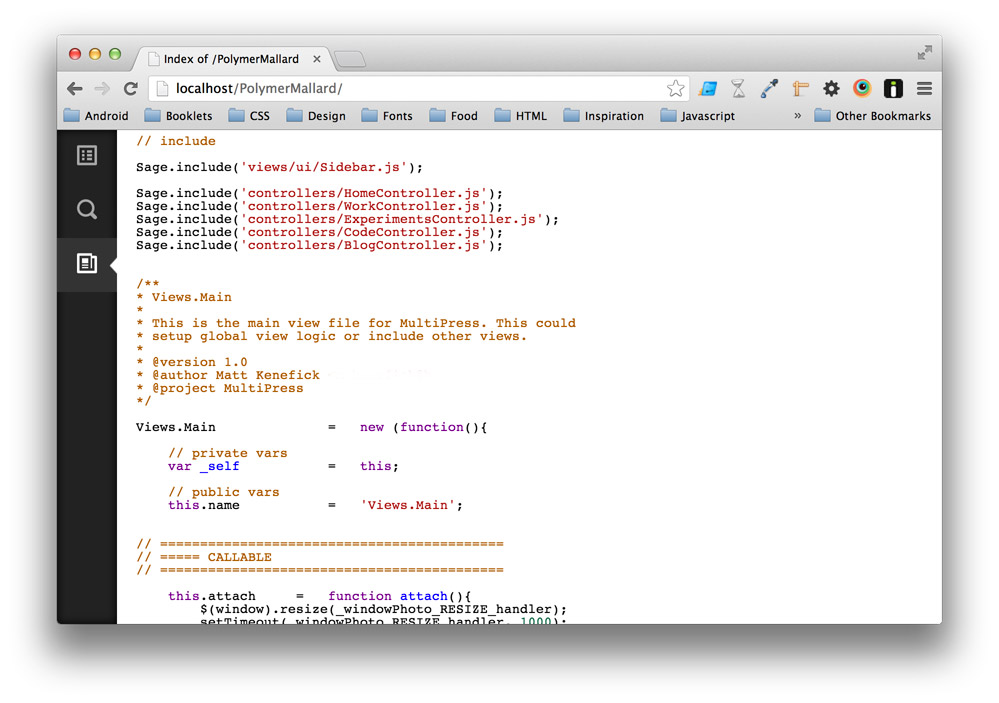 Index of /PolymerMallard
localhost/PolymerMallard/
Android Booklets CSS Design Fonts Food HTML Inspiration Javascript » Other Bookmarks
// include
Sage.include('views/ui/Sidebar.js');
Sage.include('controllers/HomeController.js');
Sage.include('controllers/WorkController.js');
Sage.include('controllers/ExperimentsController.js');
Sage.include('controllers/CodeController.js');
Sage.include('controllers/BlogController.js');
/**
* Views.Main
*
* This is the main view file for MultiPress. This could
* setup global view logic or include other views.
*
* @version 1.0
* @author Matt Kenefick
* @project MultiPress
*/
Views.Main = new (function(){
// private vars
var _self = this;
// public vars
this.name = 'Views.Main';
// ===========================================
// ===== CALLABLE
// ===========================================
this.attach = function attach(){
$(window).resize(_windowPhoto_RESIZE_handler);
setTimeout(_windowPhoto_RESIZE_handler, 1000);